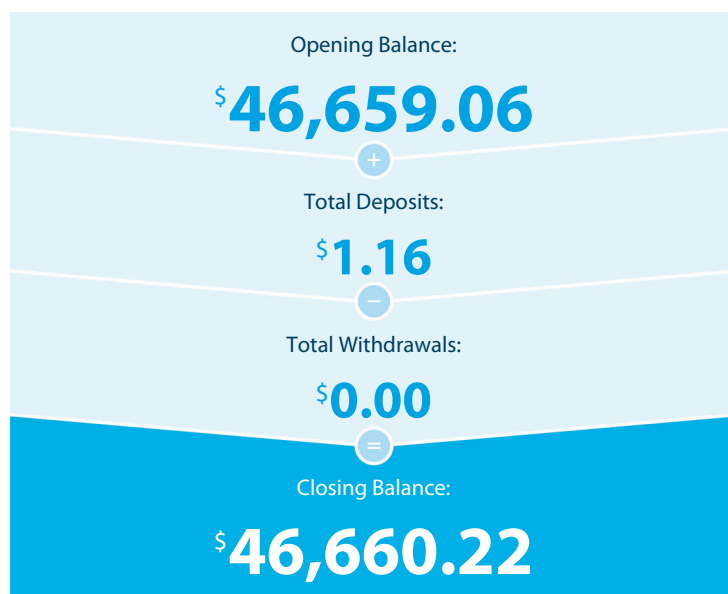 Opening Balance:
$46,659.06
+
Total Deposits:
$1.16
−
Total Withdrawals:
$0.00
=
Closing Balance:
$46,660.22